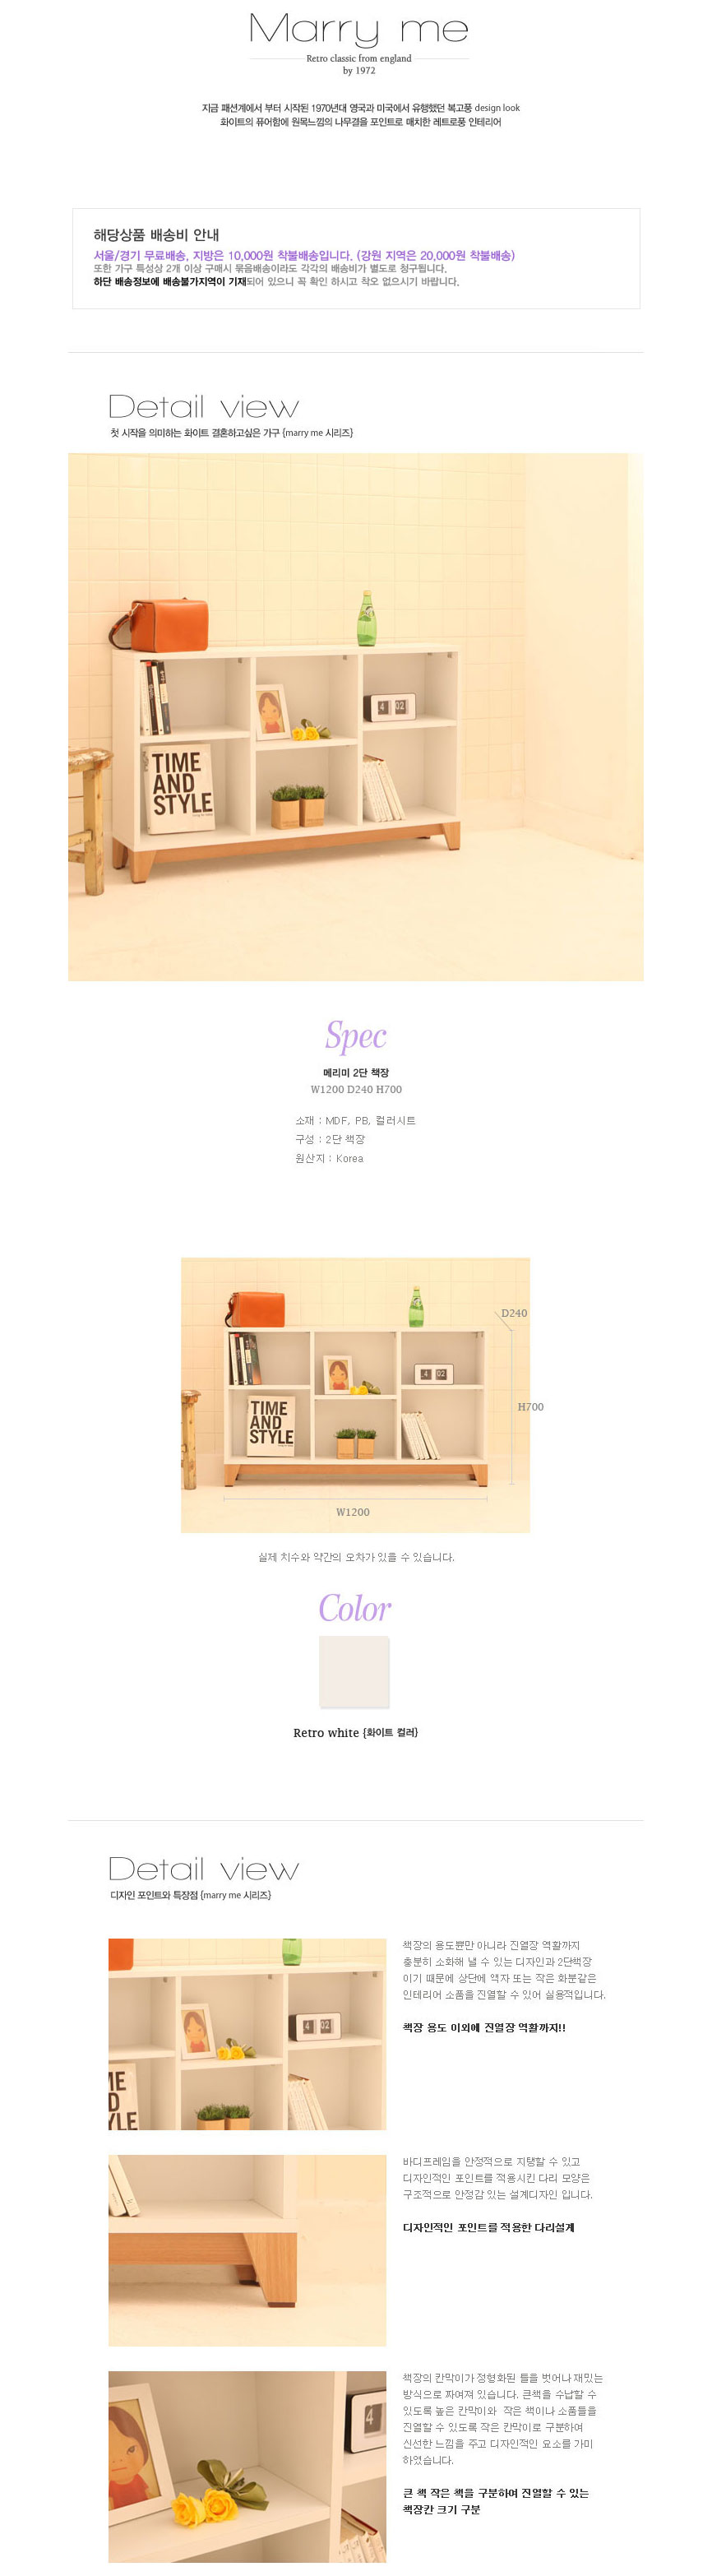 Marry me
Retro classic from england
by 1972
지금 패션계에서 부터 시작된 1970년대 영국과 미국에서 유행했던 복고풍 design look
화이트의 퓨어함에 원목느낌의 나무결을 포인트로 매치한 레트로풍 인테리어
해당상품 배송비 안내
서울/경기 무료배송, 지방은 10,000원 착불배송입니다. (강원 지역은 20,000원 착불배송)
또한 가구 특성상 2개 이상 구매시 묶음배송이라도 각각의 배송비가 별도로 청구됩니다.
하단 배송정보에 배송불가지역이 기재되어 있으니 꼭 확인 하시고 착오 없으시기 바랍니다.
Detail view
첫 시작을 의미하는 화이트 결혼하고싶은 가구 {marry me 시리즈}
4 02
TIME
AND
STYLE
Spec
메리미 2단 책장
W1200 D240 H700
소재 : MDF, PB, 컬러시트
구성 : 2단 책장
원산지 : Korea
D240
4 02
H700
TIME
AND
STYLE
W1200
실제 치수와 약간의 오차가 있을 수 있습니다.
Color
Retro white {화이트 컬러}
Detail view
디자인 포인트와 특장점 {marry me 시리즈}
책장의 용도뿐만 아니라 진열장 역활까지
충분히 소화해 낼 수 있는 디자인과 2단책장
이기 때문에 상단에 액자 또는 작은 화분같은
인테리어 소품을 진열할 수 있어 실용적입니다.
책장 용도 이외에 진열장 역활까지!!
4 02
ME
ND
YLE
바디프레임을 안정적으로 지탱할 수 있고
디자인적인 포인트를 적용시킨 다리 모양은
구조적으로 안정감 있는 설계디자인 입니다.
디자인적인 포인트를 적용한 다리설계
책장의 칸막이가 정형화된 틀을 벗어나 재밌는
방식으로 짜여져 있습니다. 큰책을 수납할 수
있도록 높은 칸막이와 작은 책이나 소품들을
진열할 수 있도록 작은 칸막이로 구분하여
신선한 느낌을 주고 디자인적인 요소를 가미
하였습니다.
큰 책 작은 책을 구분하여 진열할 수 있는
책장칸 크기 구분
4